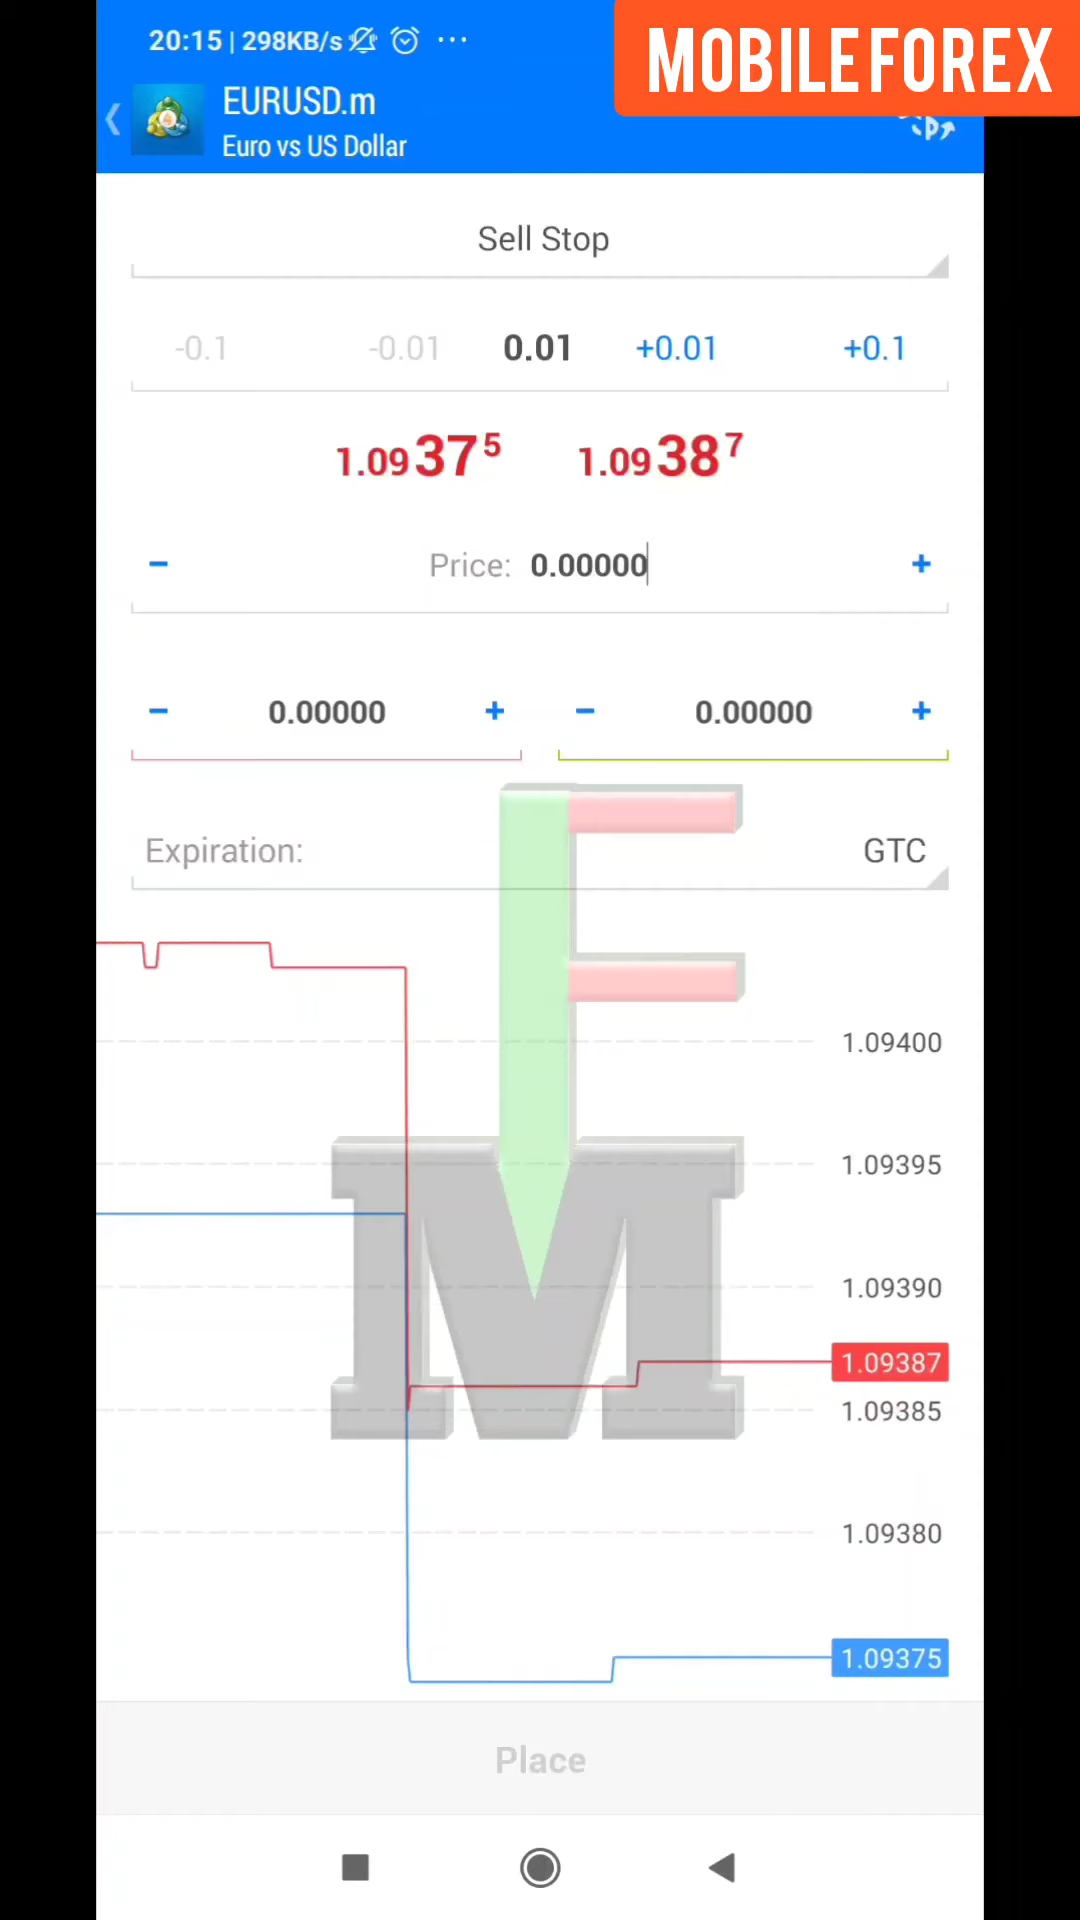 20:15 | 298KB/s ...
MOBILE FOREX
EURUSD.m
Euro vs US Dollar
Sell Stop
-0.1 -0.01 0.01 +0.01 +0.1
1.09375 1.09387
- Price: 0.00000 +
- 0.00000 + - 0.00000 +
Expiration: GTC
F
1.09400
1.09395
M
1.09390
1.09387
1.09385
1.09380
1.09375
Place